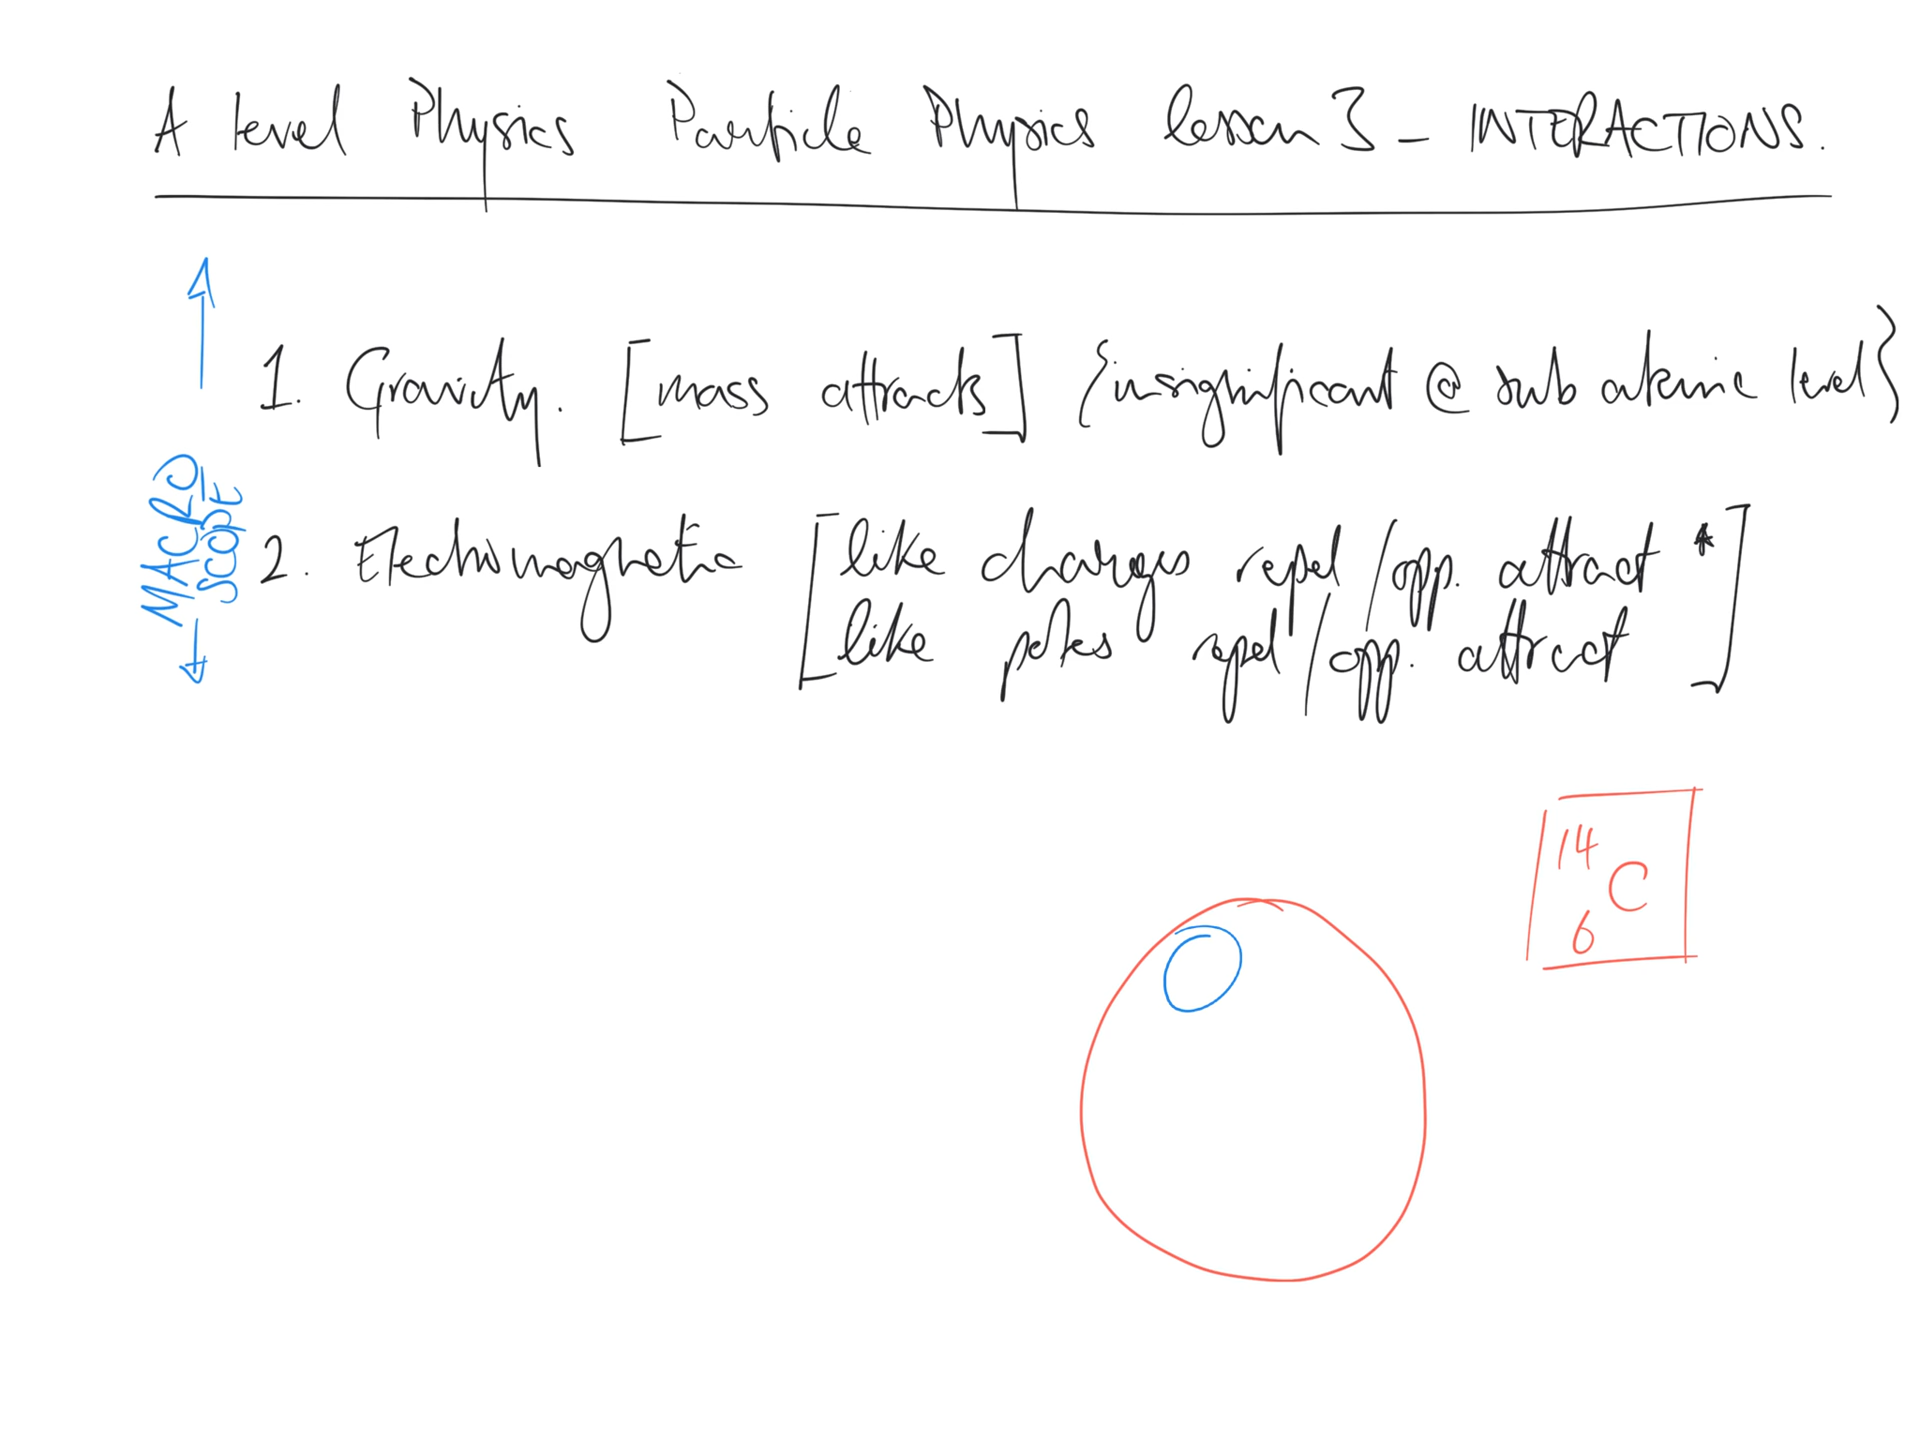 A level Physics Particle Physics lesson 3 - INTERACTIONS.
MACRO
SCOPE
1. Gravity. [mass attracts] {insignificant @ sub atomic level}
2. Electromagnetic [like charges repel / opp. attract *
like poles repel / opp. attract ]
14
C
6